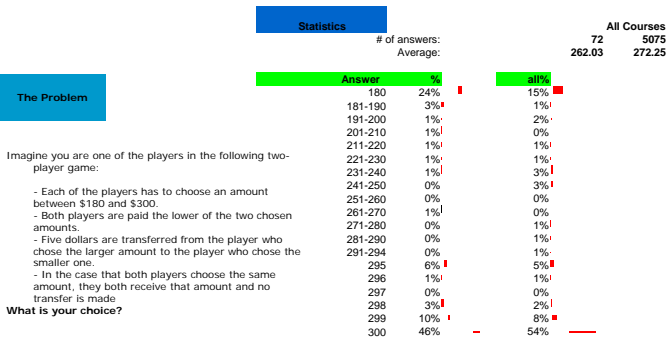 Statistics
All Courses
# of answers: 72 5075
Average: 262.03 272.25
The Problem
Imagine you are one of the players in the following two-
player game:
- Each of the players has to choose an amount
between $180 and $300.
- Both players are paid the lower of the two chosen
amounts.
- Five dollars are transferred from the player who
chose the larger amount to the player who chose the
smaller one.
- In the case that both players choose the same
amount, they both receive that amount and no
transfer is made
What is your choice?
Answer % all%
180 24% 15%
181-190 3% 1%
191-200 1% 2%
201-210 1% 0%
211-220 1% 1%
221-230 1% 1%
231-240 1% 3%
241-250 0% 3%
251-260 0% 0%
261-270 1% 0%
271-280 0% 1%
281-290 0% 1%
291-294 0% 1%
295 6% 5%
296 1% 1%
297 0% 0%
298 3% 2%
299 10% 8%
300 46% 54%